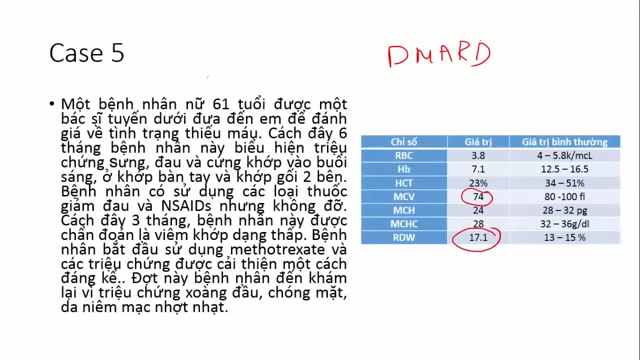 Case 5
DMARD
• Một bệnh nhân nữ 61 tuổi được một
bác sĩ tuyến dưới đưa đến em để đánh
giá về tình trạng thiếu máu. Cách đây 6
tháng bệnh nhân này biểu hiện triệu
chứng sưng, đau và cứng khớp vào buổi
sáng, ở khớp bàn tay và khớp gối 2 bên.
Bệnh nhân có sử dụng các loại thuốc
giảm đau và NSAIDs nhưng không đỡ.
Cách đây 3 tháng, bệnh nhân này được
chẩn đoán là viêm khớp dạng thấp. Bệnh
nhân bắt đầu sử dụng methotrexate và
các triệu chứng được cải thiện một cách
đáng kể.. Đợt này bệnh nhân đến khám
lại vì triệu chứng xoàng đầu, chóng mặt,
da niêm mạc nhợt nhạt.
Chỉ số Giá trị Giá trị bình thường
RBC 3.8 4 – 5.8k/mcL
Hb 7.1 12.5 – 16.5
HCT 23% 34 – 51%
MCV 74 80 -100 fl
MCH 24 28 – 32 pg
MCHC 28 32 – 36g/dl
RDW 17.1 13 – 15 %